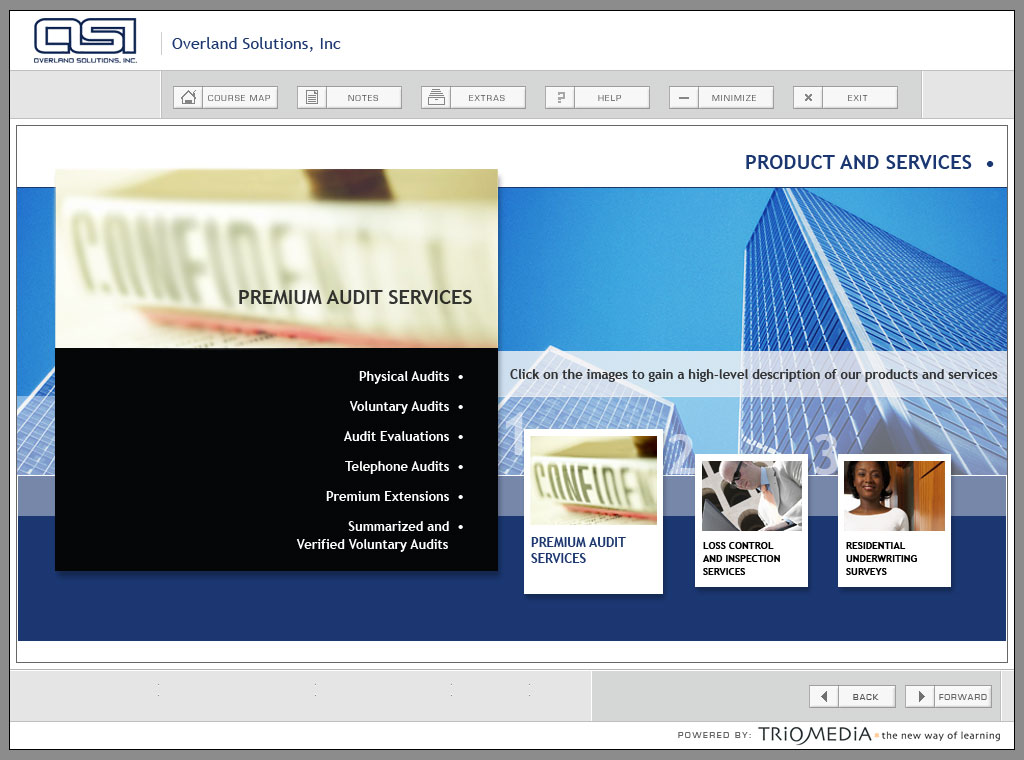 OSI
OVERLAND SOLUTIONS, INC.
Overland Solutions, Inc
COURSE MAP
NOTES
EXTRAS
HELP
MINIMIZE
EXIT
PRODUCT AND SERVICES •
CONFIDEN
PREMIUM AUDIT SERVICES
Physical Audits •
Voluntary Audits •
Audit Evaluations •
Telephone Audits •
Premium Extensions •
Summarized and •
Verified Voluntary Audits
Click on the images to gain a high-level description of our products and services
1
2
3
CONFIDEN
PREMIUM AUDIT
SERVICES
LOSS CONTROL
AND INSPECTION
SERVICES
RESIDENTIAL
UNDERWRITING
SURVEYS
BACK
FORWARD
POWERED BY: TRIOMEDIA • the new way of learning